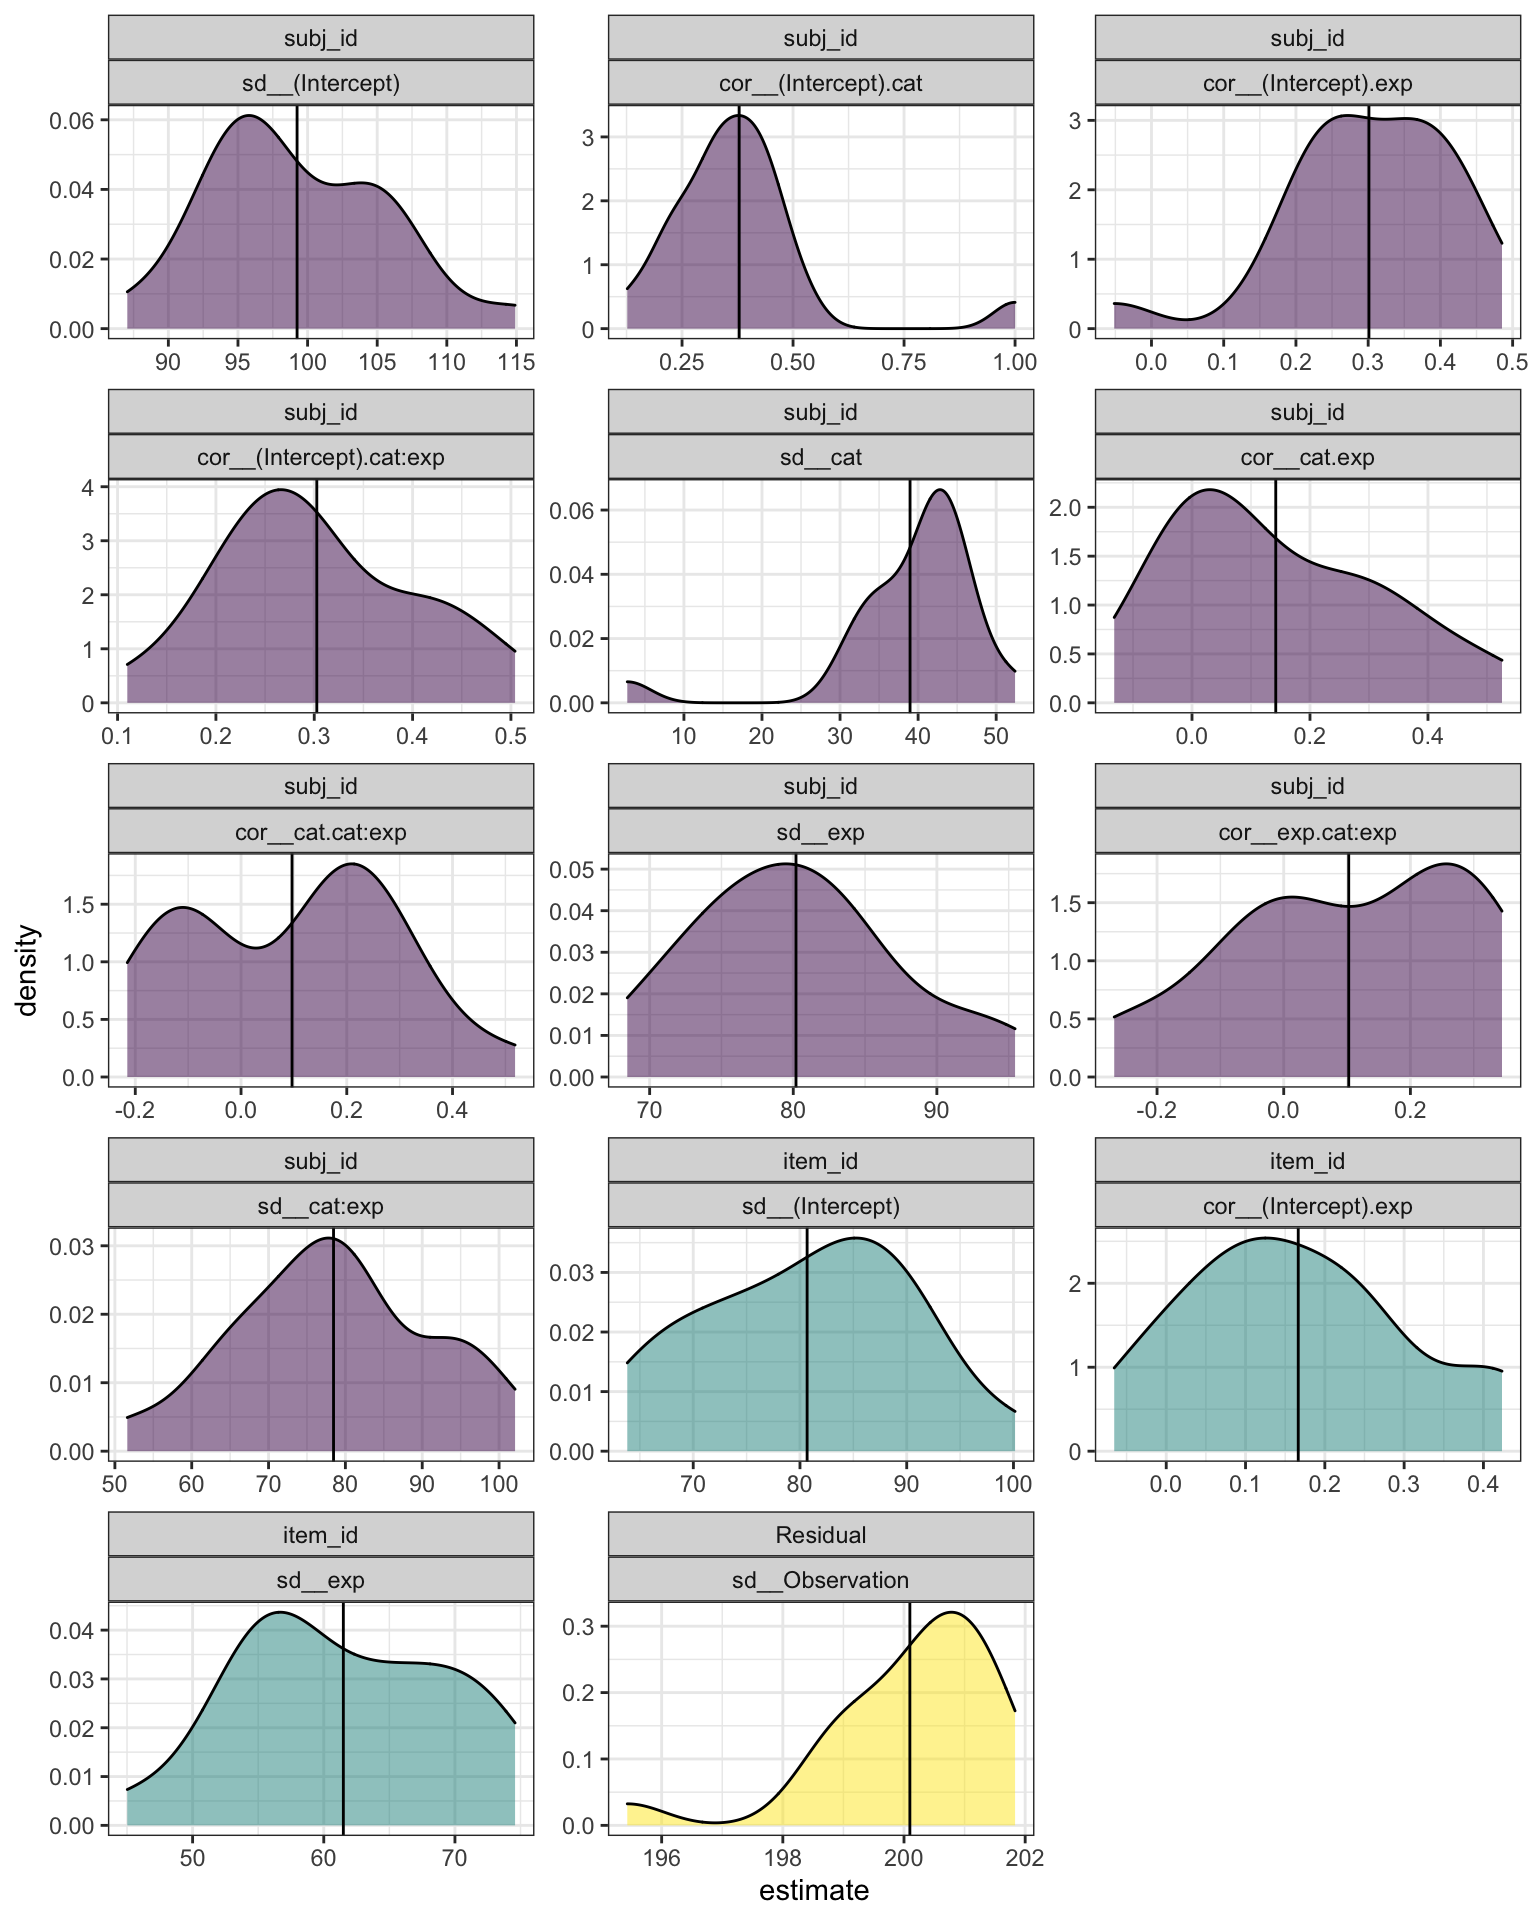 subj_id subj_id subj_id
sd__(Intercept) cor__(Intercept).cat cor__(Intercept).exp
0.06
0.04
0.02
0.00
90 95 100 105 110 115
3
2
1
0
0.25 0.50 0.75 1.00
3
2
1
0
0.0 0.1 0.2 0.3 0.4 0.5
subj_id subj_id subj_id
cor__(Intercept).cat:exp sd__cat cor__cat.exp
4
3
2
1
0
0.1 0.2 0.3 0.4 0.5
0.06
0.04
0.02
0.00
10 20 30 40 50
2.0
1.5
1.0
0.5
0.0
0.0 0.2 0.4
subj_id subj_id subj_id
cor__cat.cat:exp sd__exp cor__exp.cat:exp
1.5
1.0
0.5
0.0
-0.2 0.0 0.2 0.4
0.05
0.04
0.03
0.02
0.01
0.00
70 80 90
1.5
1.0
0.5
0.0
-0.2 0.0 0.2
density
subj_id item_id item_id
sd__cat:exp sd__(Intercept) cor__(Intercept).exp
0.03
0.02
0.01
0.00
50 60 70 80 90 100
0.03
0.02
0.01
0.00
70 80 90 100
2
1
0
0.0 0.1 0.2 0.3 0.4
item_id Residual
sd__exp sd__Observation
0.04
0.03
0.02
0.01
0.00
50 60 70
0.3
0.2
0.1
0.0
196 198 200 202
estimate